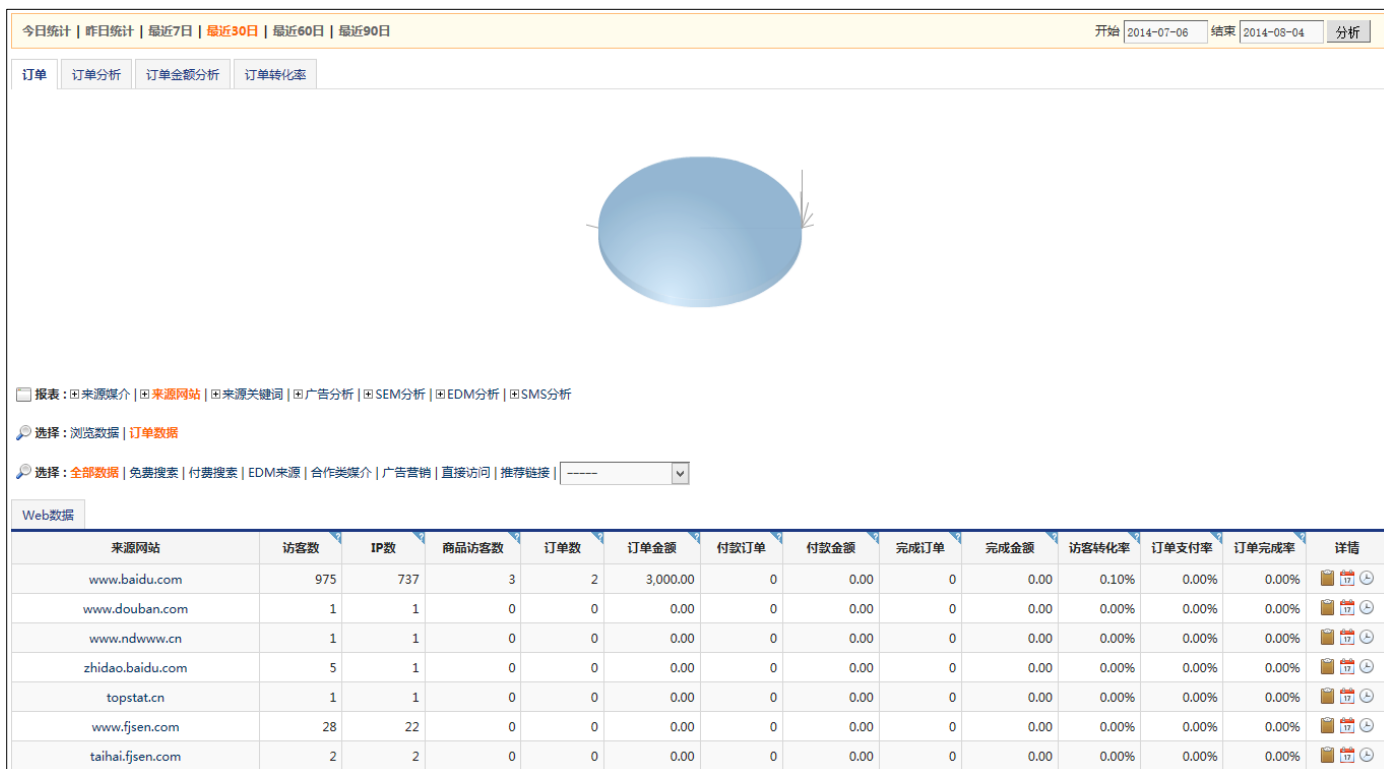 今日统计 | 昨日统计 | 最近7日 | 最近30日 | 最近60日 | 最近90日 开始 2014-07-06 结束 2014-08-04 分析
订单 订单分析 订单金额分析 订单转化率
报表 : 来源媒介 | 来源网站 | 来源关键词 | 广告分析 | SEM分析 | EDM分析 | SMS分析
选择 : 浏览数据 | 订单数据
选择 : 全部数据 | 免费搜索 | 付费搜索 | EDM来源 | 合作类媒介 | 广告营销 | 直接访问 | 推荐链接 | -----
Web数据
来源网站 访客数 IP数 商品访客数 订单数 订单金额 付款订单 付款金额 完成订单 完成金额 访客转化率 订单支付率 订单完成率 详情
www.baidu.com 975 737 3 2 3,000.00 0 0.00 0 0.00 0.10% 0.00% 0.00%
www.douban.com 1 1 0 0 0.00 0 0.00 0 0.00 0.00% 0.00% 0.00%
www.ndwww.cn 1 1 0 0 0.00 0 0.00 0 0.00 0.00% 0.00% 0.00%
zhidao.baidu.com 5 1 0 0 0.00 0 0.00 0 0.00 0.00% 0.00% 0.00%
topstat.cn 1 1 0 0 0.00 0 0.00 0 0.00 0.00% 0.00% 0.00%
www.fjsen.com 28 22 0 0 0.00 0 0.00 0 0.00 0.00% 0.00% 0.00%
taihai.fjsen.com 2 2 0 0 0.00 0 0.00 0 0.00 0.00% 0.00% 0.00%